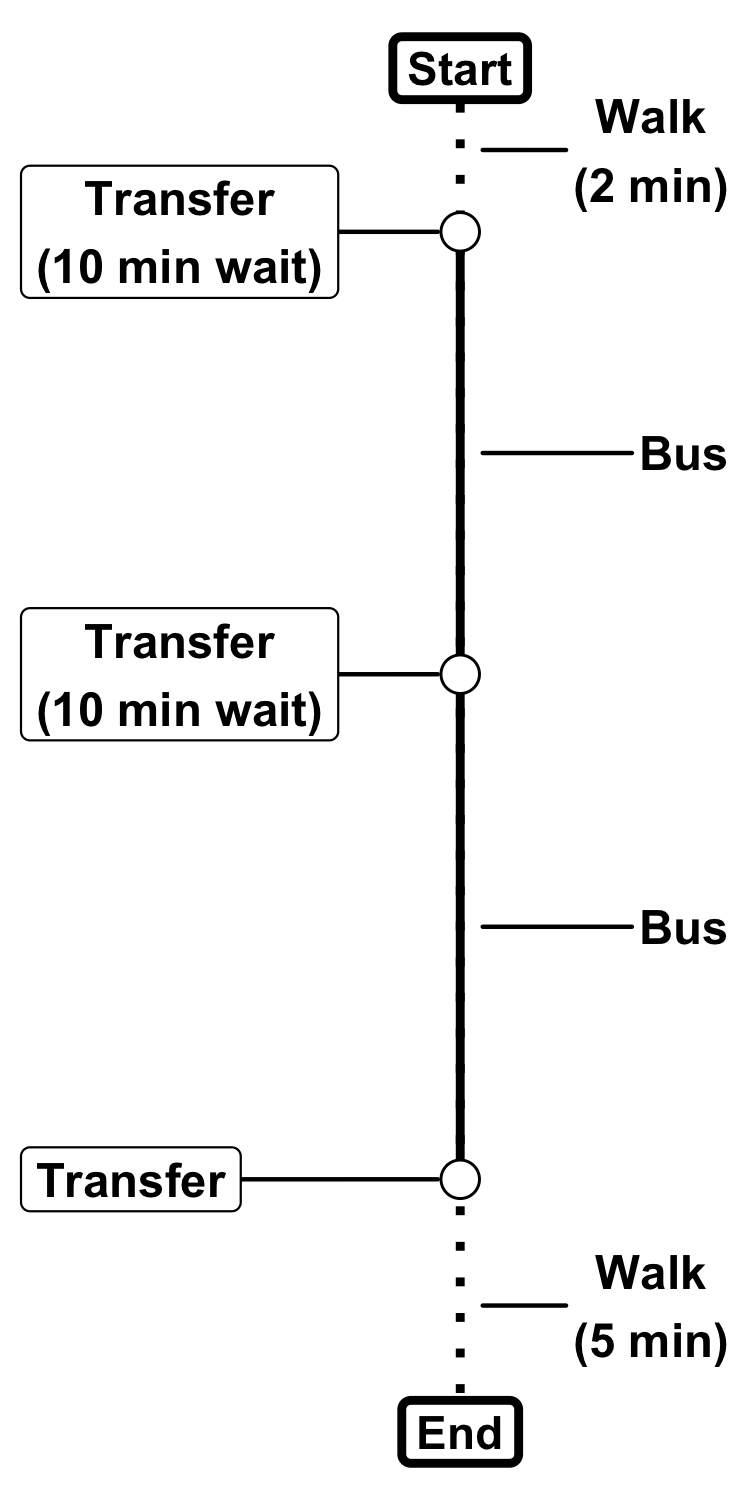 Start
Walk
(2 min)
Transfer
(10 min wait)
Bus
Transfer
(10 min wait)
Bus
Transfer
Walk
(5 min)
End